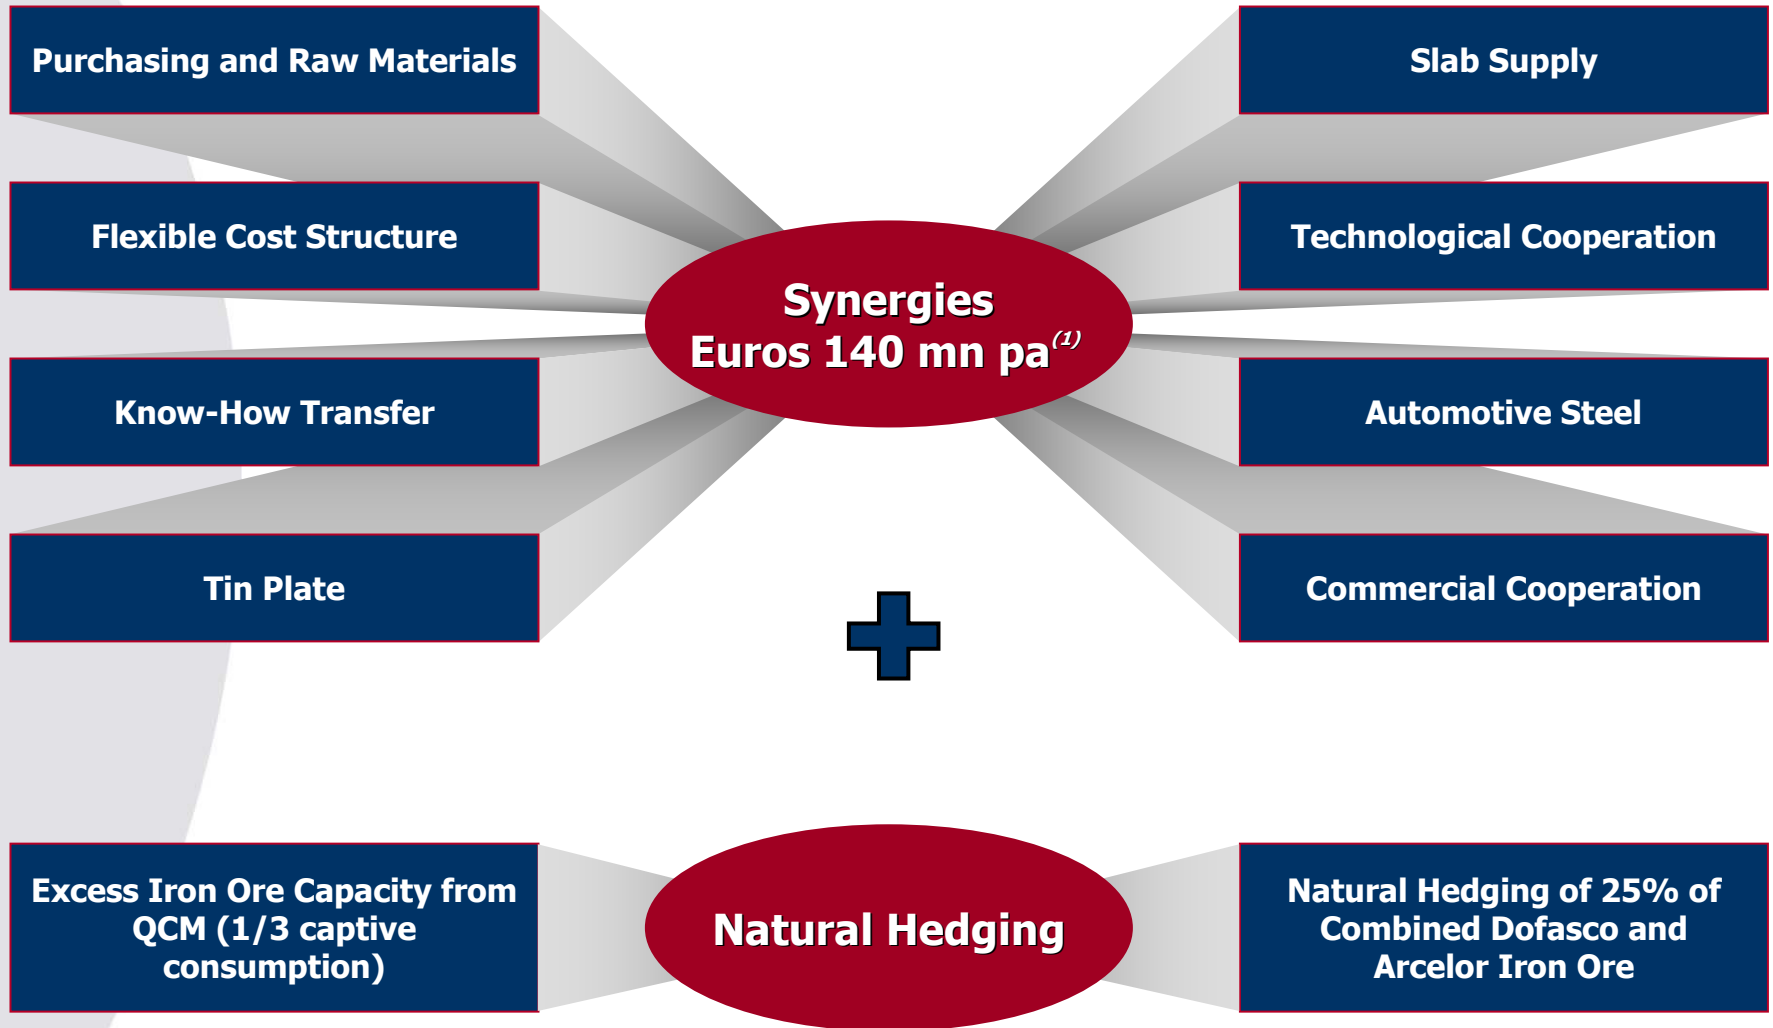 Purchasing and Raw Materials
Slab Supply
Flexible Cost Structure
Technological Cooperation
Synergies
Euros 140 mn pa(1)
Know-How Transfer
Automotive Steel
Tin Plate
Commercial Cooperation
Excess Iron Ore Capacity from
QCM (1/3 captive
consumption)
Natural Hedging
Natural Hedging of 25% of
Combined Dofasco and
Arcelor Iron Ore